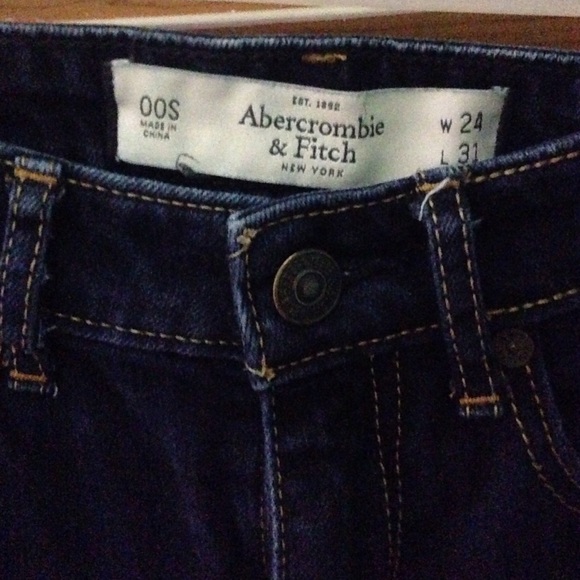 00S
MADE IN
CHINA
EST. 1892
Abercrombie
& Fitch
NEW YORK
W 24
L 31